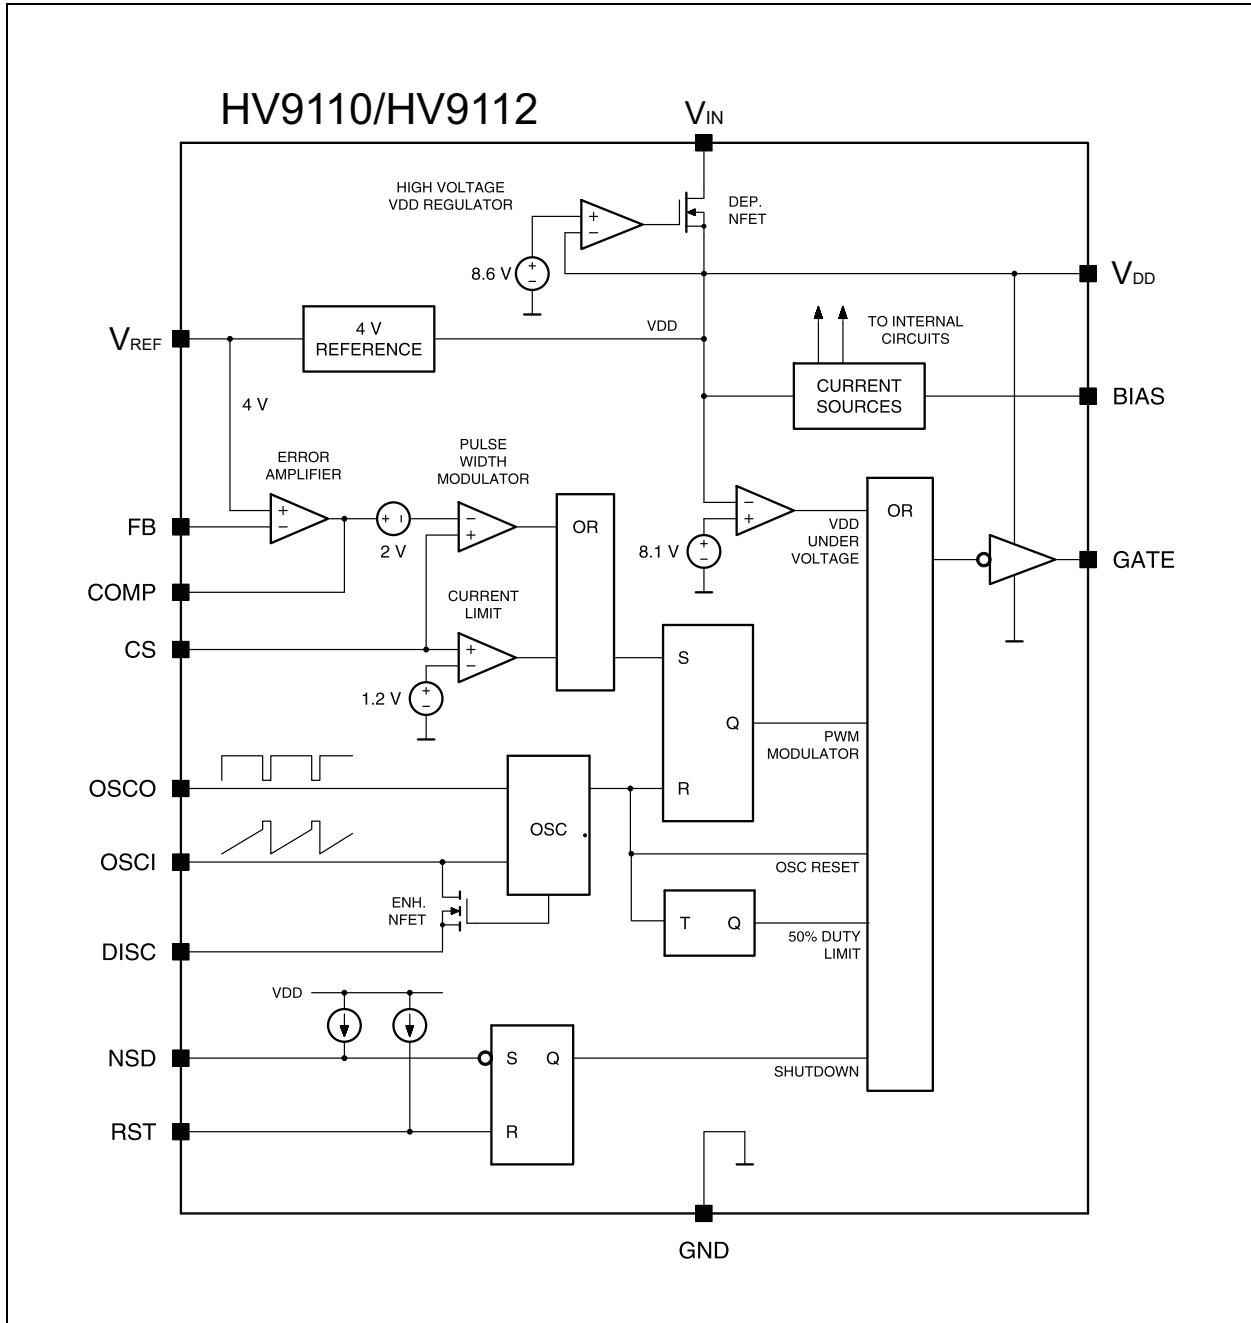 HV9110/HV9112
VIN
HIGH VOLTAGE
VDD REGULATOR
+
−
DEP.
NFET
8.6 V
+
−
VDD
VREF
4 V
REFERENCE
VDD
TO INTERNAL
CIRCUITS
CURRENT
SOURCES
BIAS
4 V
ERROR
AMPLIFIER
PULSE
WIDTH
MODULATOR
FB
+
−
+ −
2 V
−
+
OR
−
+
8.1 V
+
−
VDD
UNDER
VOLTAGE
OR
GATE
COMP
CURRENT
LIMIT
CS
+
−
1.2 V
+
−
S
Q
R
PWM
MODULATOR
OSCO
OSC
OSCI
OSC RESET
ENH.
NFET
T Q
50% DUTY
LIMIT
DISC
VDD
NSD
S Q
R
SHUTDOWN
RST
GND